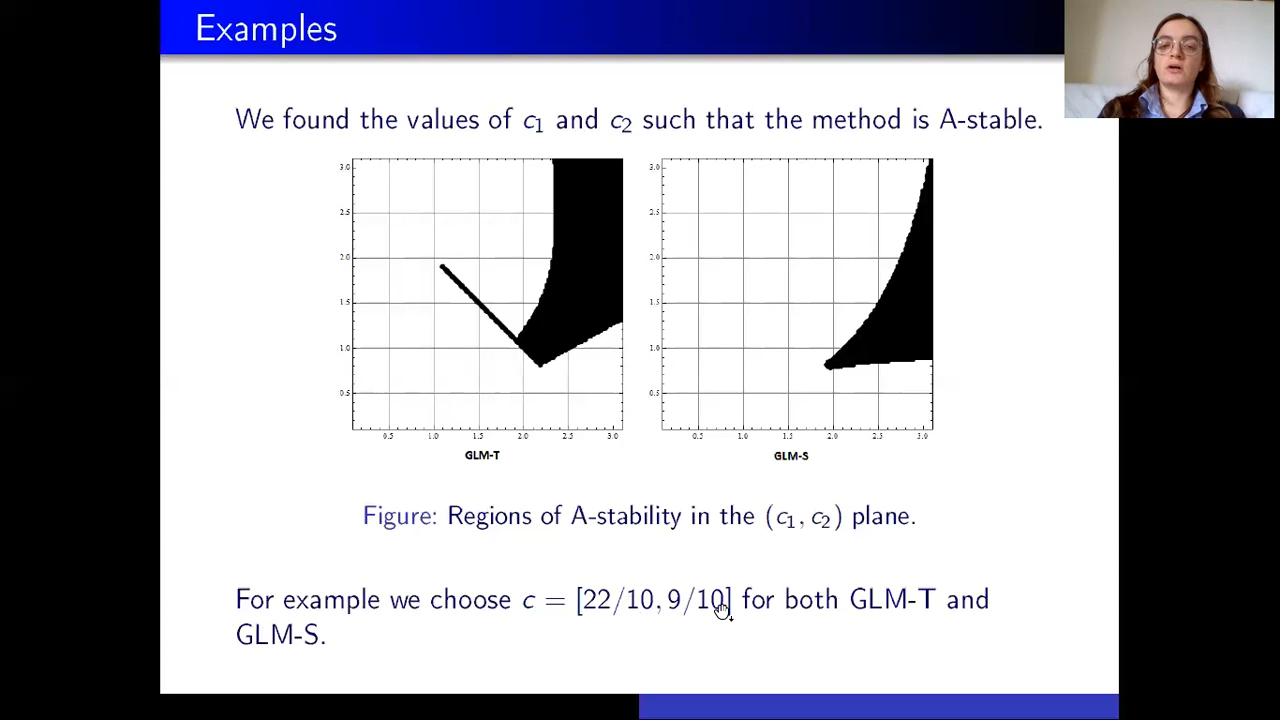 Examples
We found the values of c1 and c2 such that the method is A-stable.
3.0
2.5
2.0
1.5
1.0
0.5
0.5 1.0 1.5 2.0 2.5 3.0
GLM-T
3.0
2.5
2.0
1.5
1.0
0.5
0.5 1.0 1.5 2.0 2.5 3.0
GLM-S
Figure: Regions of A-stability in the (c1, c2) plane.
For example we choose c = [22/10, 9/10] for both GLM-T and
GLM-S.